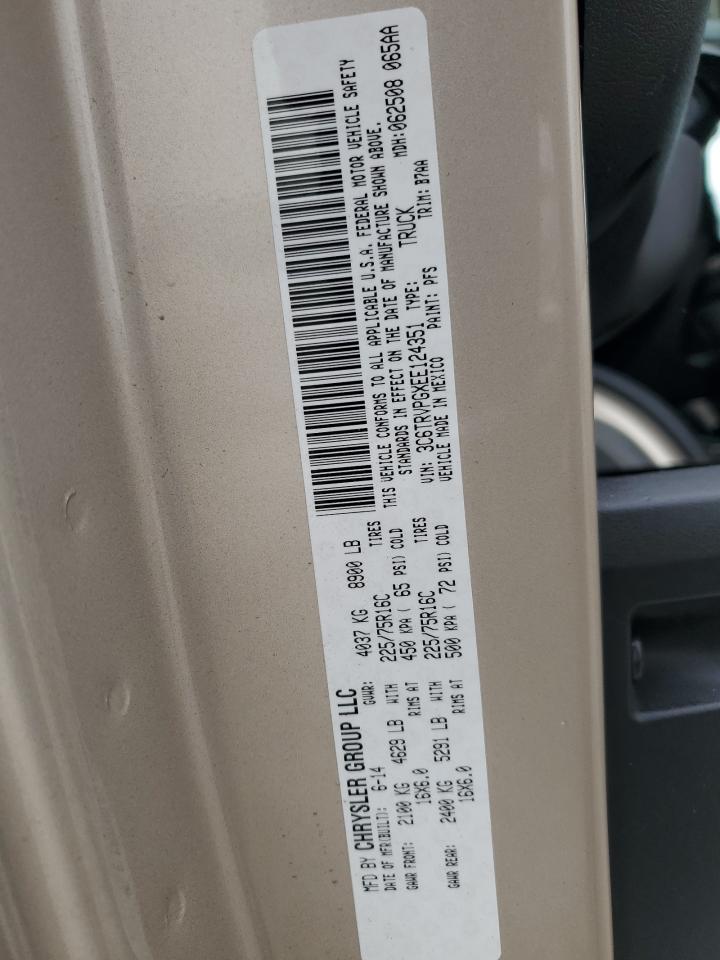 MFD BY CHRYSLER GROUP LLC
DATE OF MFR(BUILT): 6-14 GVWR: 4037 KG 8900 LB
GAWR FRONT: 2100 KG 4629 LB WITH 225/75R16C TIRES
16X6.0 RIMS AT 450 KPA ( 65 PSI) COLD
GAWR REAR: 2400 KG 5291 LB WITH 225/75R16C TIRES
16X6.0 RIMS AT 500 KPA ( 72 PSI) COLD
THIS VEHICLE CONFORMS TO ALL APPLICABLE U.S.A. FEDERAL MOTOR VEHICLE SAFETY
STANDARDS IN EFFECT ON THE DATE OF MANUFACTURE SHOWN ABOVE.
VIN: 3C6TRVPGXEE124351 TYPE: TRUCK MDH:062508 065AA
VEHICLE MADE IN MEXICO PAINT: PFS TRIM: B7AA